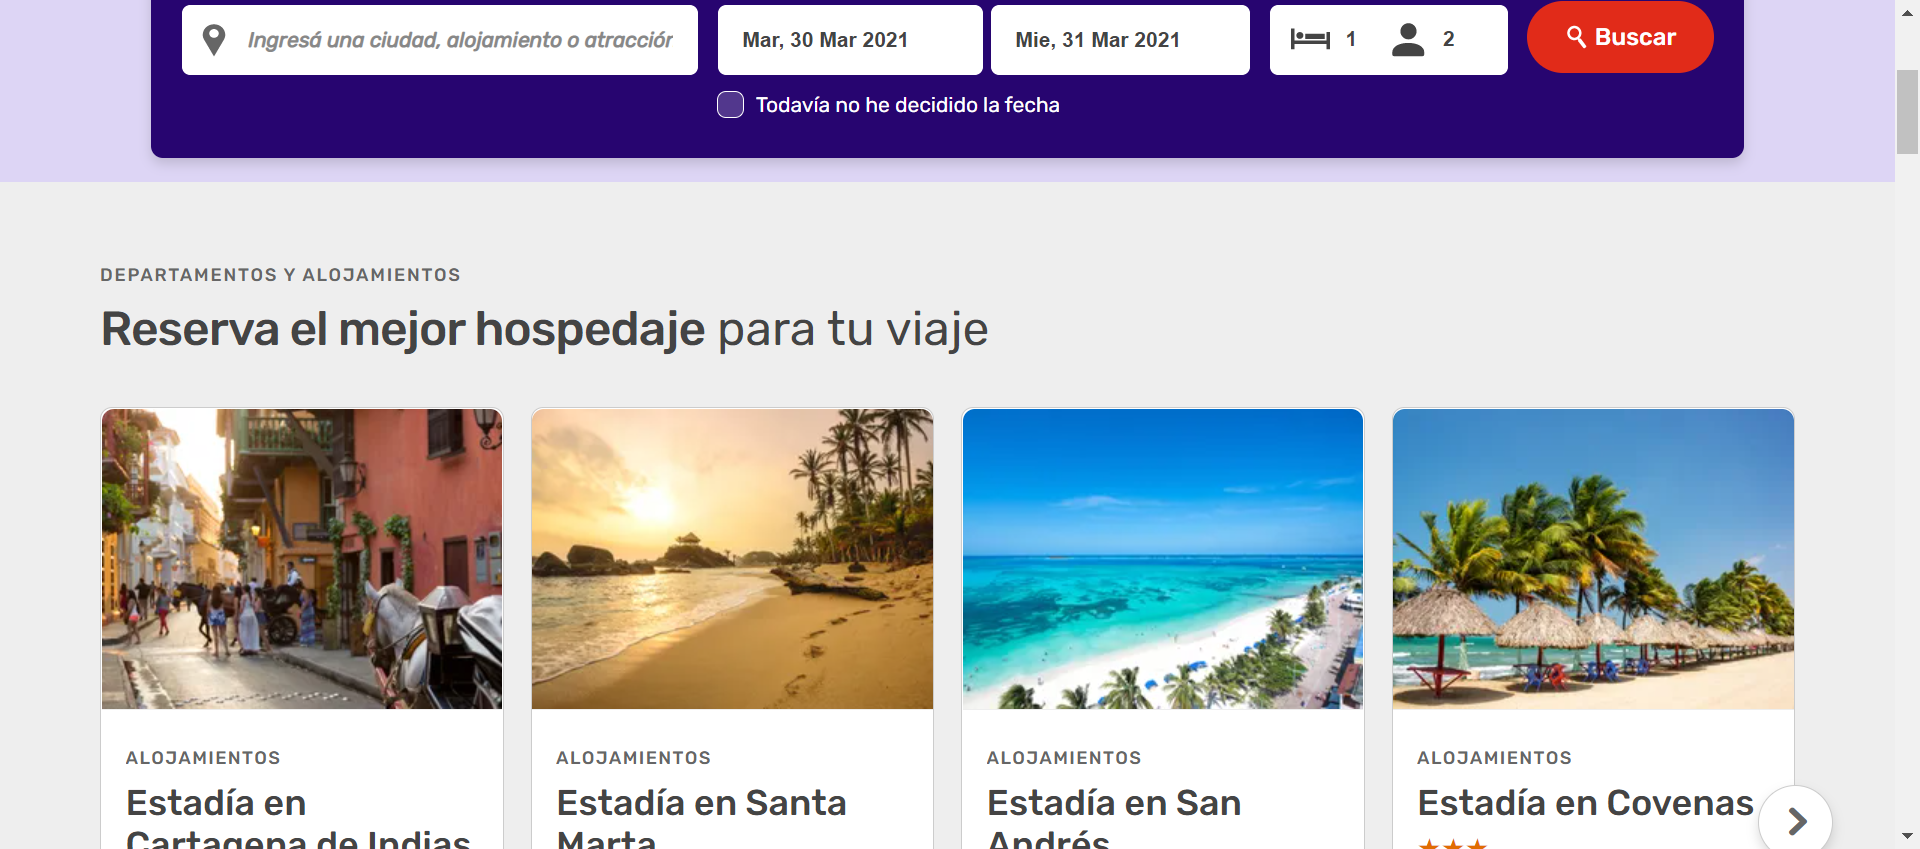 Ingresá una ciudad, alojamiento o atracción
Mar, 30 Mar 2021
Mie, 31 Mar 2021
1
2
Buscar
Todavía no he decidido la fecha
DEPARTAMENTOS Y ALOJAMIENTOS
Reserva el mejor hospedaje para tu viaje
ALOJAMIENTOS
Estadía en
Cartagena de Indias
ALOJAMIENTOS
Estadía en Santa
Marta
ALOJAMIENTOS
Estadía en San
Andrés
ALOJAMIENTOS
Estadía en Covenas